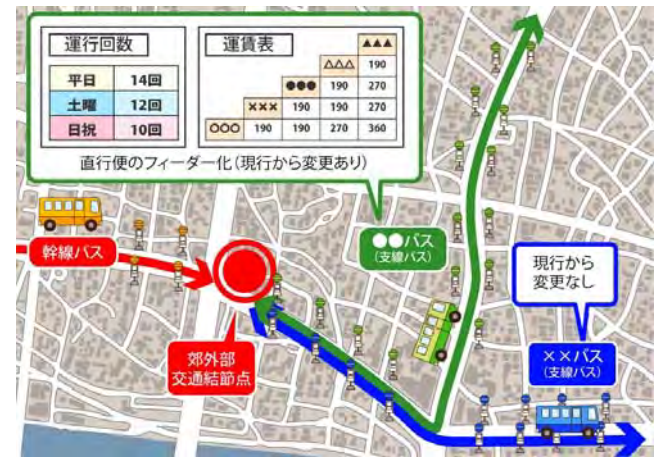 運行回数
平日 14回
土曜 12回
日祝 10回
運賃表
▲▲▲
△△△ 190
●●● 190 270
××× 190 190 270
○○○ 190 190 270 360
直行便のフィーダー化(現行から変更あり)
幹線バス
●●バス
(支線バス)
現行から
変更なし
郊外部
交通結節点
××バス
(支線バス)